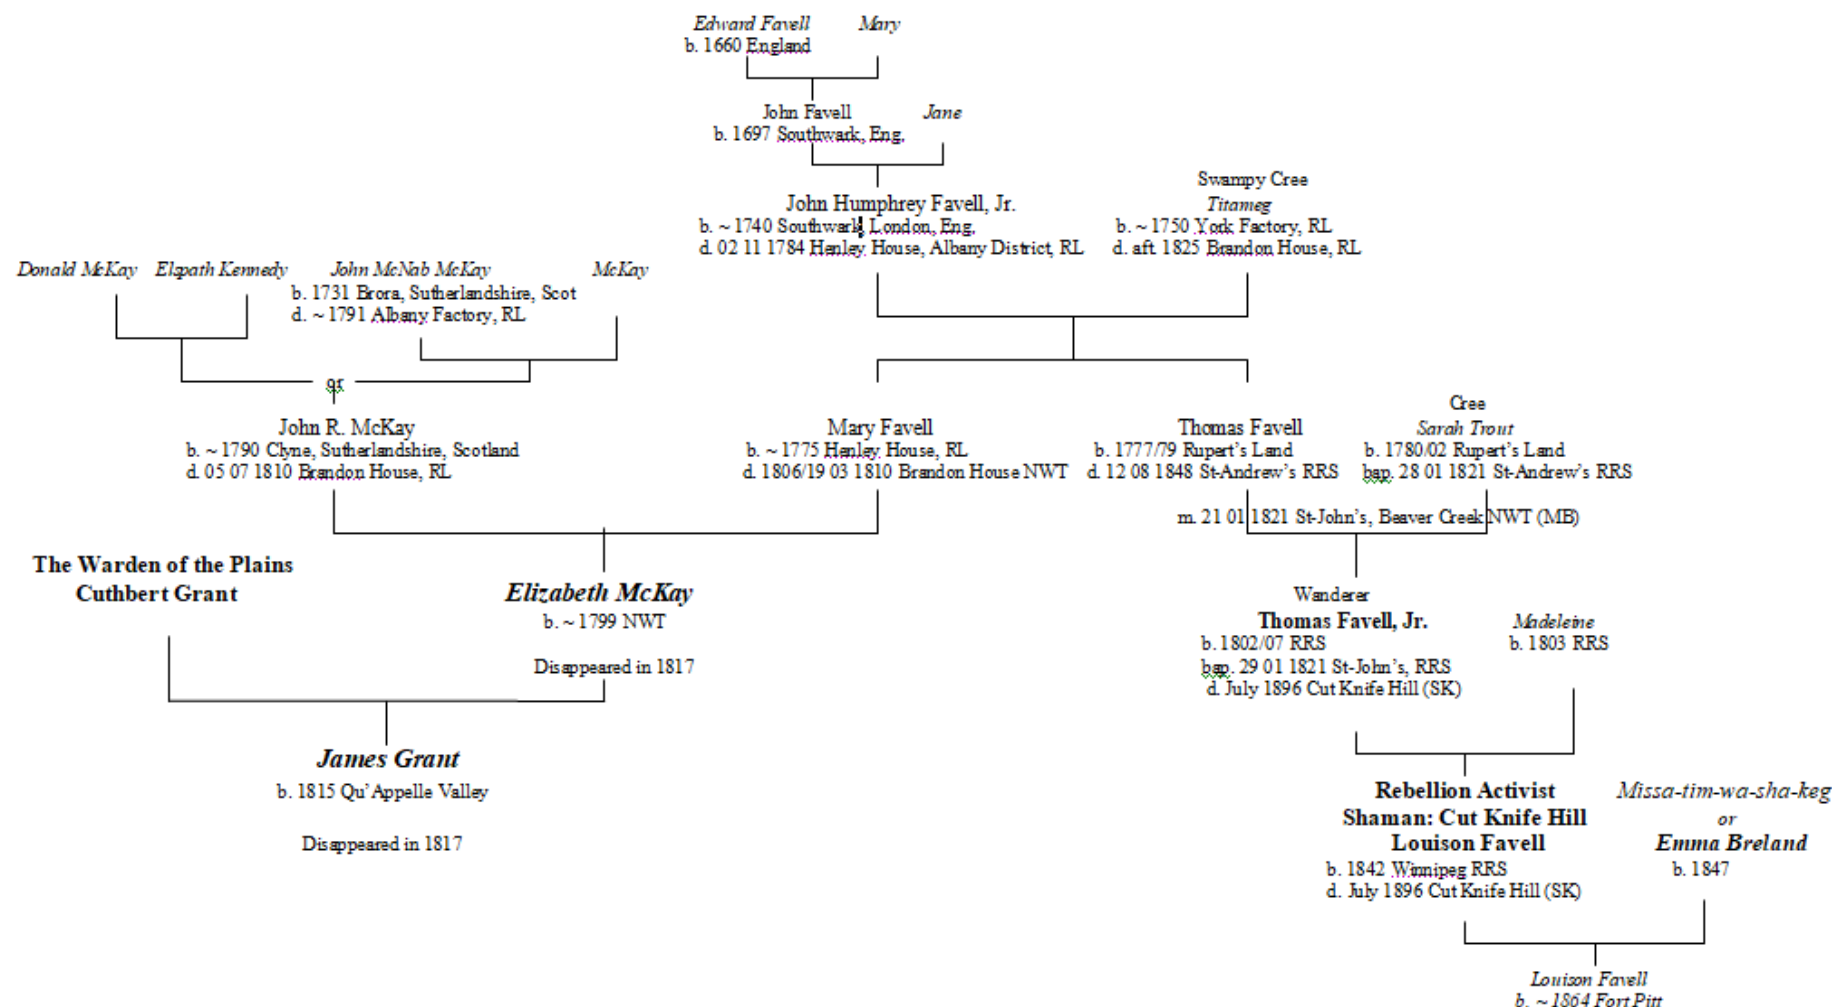 Edward Favell
Mary
b. 1660 England
John Favell
Jane
b. 1697 Southwark, Eng.
Swampy Cree
Titameg
John Humphrey Favell, Jr.
b. ~ 1740 Southwark, London, Eng.
d. 02 11 1784 Henley House, Albany District, RL
b. ~ 1750 York Factory, RL
d. aft. 1825 Brandon House, RL
Donald McKay
Elspath Kennedy
John McNab McKay
McKay
b. 1731 Brora, Sutherlandshire, Scot
d. ~ 1791 Albany Factory, RL
or
John R. McKay
b. ~ 1790 Clyne, Sutherlandshire, Scotland
d. 05 07 1810 Brandon House, RL
Mary Favell
b. ~ 1775 Henley House, RL
d. 1806/19 03 1810 Brandon House NWT
Thomas Favell
b. 1777/79 Rupert's Land
d. 12 08 1848 St-Andrew's RRS
Cree
Sarah Trout
b. 1780/02 Rupert's Land
bap. 28 01 1821 St-Andrew's RRS
m. 21 01 1821 St-John's, Beaver Creek NWT (MB)
The Warden of the Plains
Cuthbert Grant
Elizabeth McKay
b. ~ 1799 NWT
Disappeared in 1817
Wanderer
Thomas Favell, Jr.
b. 1802/07 RRS
bap. 29 01 1821 St-John's, RRS
d. July 1896 Cut Knife Hill (SK)
Madeleine
b. 1803 RRS
James Grant
b. 1815 Qu'Appelle Valley
Disappeared in 1817
Rebellion Activist
Shaman: Cut Knife Hill
Louison Favell
b. 1842 Winnipeg RRS
d. July 1896 Cut Knife Hill (SK)
Missa-tim-wa-sha-keg
or
Emma Breland
b. 1847
Louison Favell
b. ~ 1864 Fort Pitt